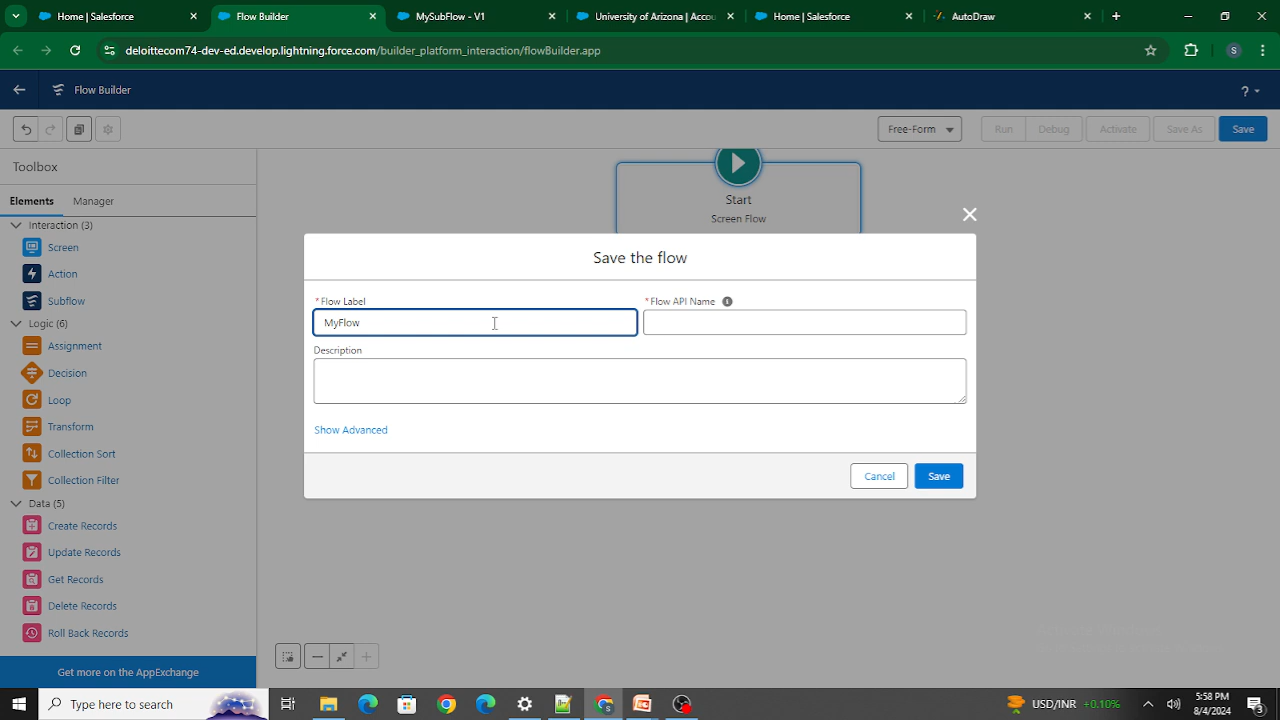 Home | Salesforce
Flow Builder
MySubFlow - V1
University of Arizona | Accou
Home | Salesforce
AutoDraw
deloittecom74-dev-ed.develop.lightning.force.com/builder_platform_interaction/flowBuilder.app
S
Flow Builder
?
Free-Form
Run
Debug
Activate
Save As
Save
Toolbox
Elements
Manager
Interaction (3)
Screen
Action
Subflow
Logic (6)
Assignment
Decision
Loop
Transform
Collection Sort
Collection Filter
Data (5)
Create Records
Update Records
Get Records
Delete Records
Roll Back Records
Get more on the AppExchange
Start
Screen Flow
Save the flow
*Flow Label
*Flow API Name
MyFlow
Description
Show Advanced
Cancel
Save
Type here to search
USD/INR +0.10%
5:58 PM
8/4/2024
3